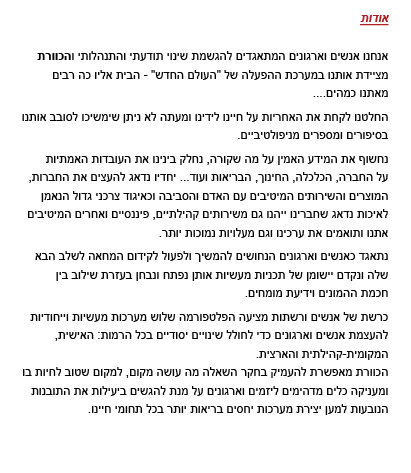 אודות
אנחנו אנשים וארגונים המתאגדים להגשמת שינוי תודעתי והתנהלותי והכוורת
מציידת אותנו במערכת ההפעלה של "העולם החדש" - הבית אליו כה רבים
מאתנו כמהים....
החלטנו לקחת את האחריות על חיינו לידינו ומעתה לא ניתן שימשיכו לסובב אותנו
בסיפורים ומספרים מניפולטיביים.
נחשוף את המידע האמין על מה שקורה, נחלק בינינו את העובדות האמתיות
על החברה, הכלכלה, החינוך, הבריאות ועוד... יחדיו נדאג להעצים את החברות,
המוצרים והשירותים המיטיבים עם האדם והסביבה וכאיגוד צרכני גדול הנאמן
לאיכות נדאג שחברינו ייהנו גם משירותים קהילתיים, פיננסיים ואחרים המיטיבים
אתנו ותואמים את ערכינו וגם מעלויות נמוכות יותר.
נתאגד כאנשים וארגונים הנחושים להמשיך ולפעול לקידום המחאה לשלב הבא
שלה ונקדם יישומן של תכניות מעשיות אותן נפתח ונבחן בעזרת שילוב בין
חכמת ההמונים וידיעת מומחים.
כרשת של אנשים ורשתות מציעה הפלטפורמה שלוש מערכות מעשיות וייחודיות
להעצמת אנשים וארגונים כדי לחולל שינויים יסודיים בכל הרמות: האישית,
המקומית-קהילתית והארצית.
הכוורת מאפשרת להעמיק בחקר השאלה מה עושה מקום, למקום שטוב לחיות בו
ומעניקה כלים מדהימים ליזמים וארגונים על מנת להגשים ביעילות את התובנות
הנובעות למען יצירת מערכות יחסים בריאות יותר בכל תחומי חיינו.